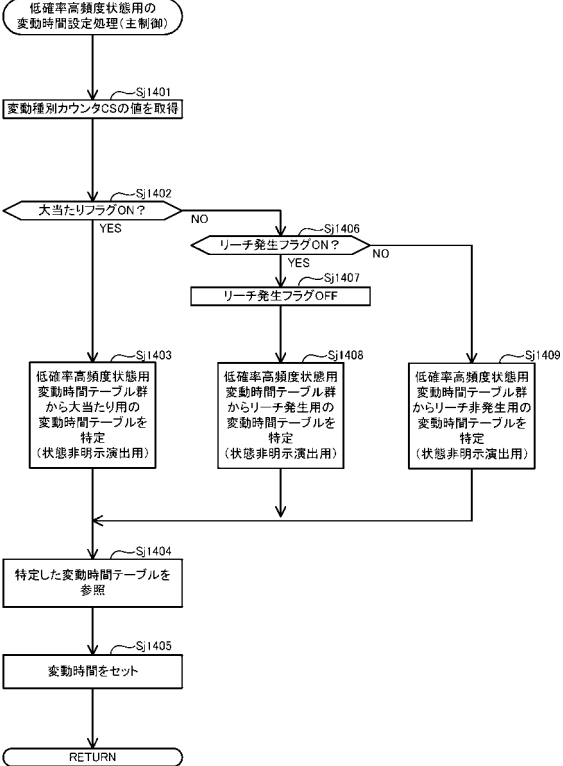 低確率高頻度状態用の
変動時間設定処理(主制御)
Sj1401
変動種別カウンタCSの値を取得
Sj1402
大当たりフラグON？
NO
YES
Sj1406
リーチ発生フラグON？
NO
YES
Sj1407
リーチ発生フラグOFF
Sj1403
低確率高頻度状態用
変動時間テーブル群
から大当たり用の
変動時間テーブルを
特定
(状態非明示演出用)
Sj1408
低確率高頻度状態用
変動時間テーブル群
からリーチ発生用の
変動時間テーブルを
特定
(状態非明示演出用)
Sj1409
低確率高頻度状態用
変動時間テーブル群
からリーチ非発生用の
変動時間テーブルを
特定
(状態非明示演出用)
Sj1404
特定した変動時間テーブルを
参照
Sj1405
変動時間をセット
RETURN